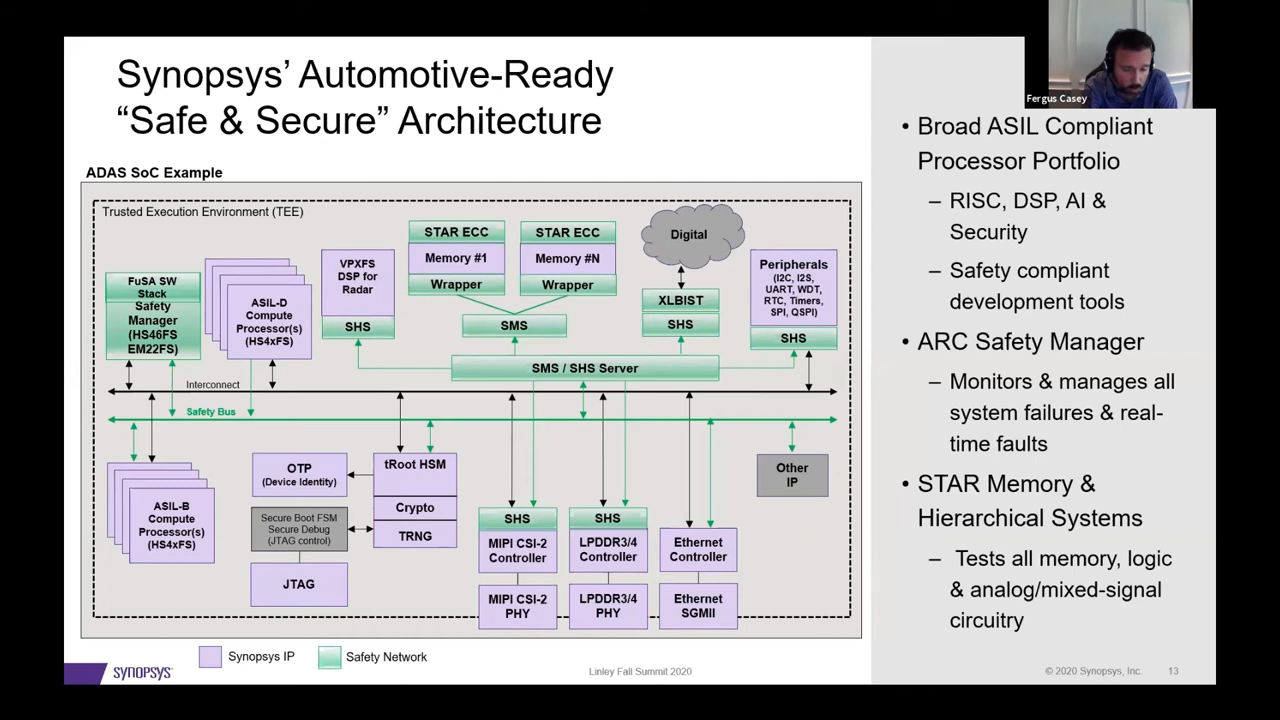 Synopsys’ Automotive-Ready
“Safe & Secure” Architecture
Fergus Casey
ADAS SoC Example
Trusted Execution Environment (TEE)
FuSA SW
Stack
Safety
Manager
(HS46FS
EM22FS)
ASIL-D
Compute
Processor(s)
(HS4xFS)
VPXFS
DSP for
Radar
SHS
STAR ECC
Memory #1
Wrapper
STAR ECC
Memory #N
Wrapper
SMS
Digital
XLBIST
SHS
Peripherals
(I2C, I2S,
UART, WDT,
RTC, Timers,
SPI, QSPI)
SHS
SMS / SHS Server
Interconnect
Safety Bus
ASIL-B
Compute
Processor(s)
(HS4xFS)
OTP
(Device Identity)
Secure Boot FSM
Secure Debug
(JTAG control)
JTAG
tRoot HSM
Crypto
TRNG
SHS
MIPI CSI-2
Controller
MIPI CSI-2
PHY
SHS
LPDDR3/4
Controller
LPDDR3/4
PHY
Ethernet
Controller
Ethernet
SGMII
Other
IP
Synopsys IP
Safety Network
• Broad ASIL Compliant
Processor Portfolio
– RISC, DSP, AI &
Security
– Safety compliant
development tools
• ARC Safety Manager
– Monitors & manages all
system failures & real-
time faults
• STAR Memory &
Hierarchical Systems
– Tests all memory, logic
& analog/mixed-signal
circuitry
SYNOPSYS®
Linley Fall Summit 2020
© 2020 Synopsys, Inc.
13